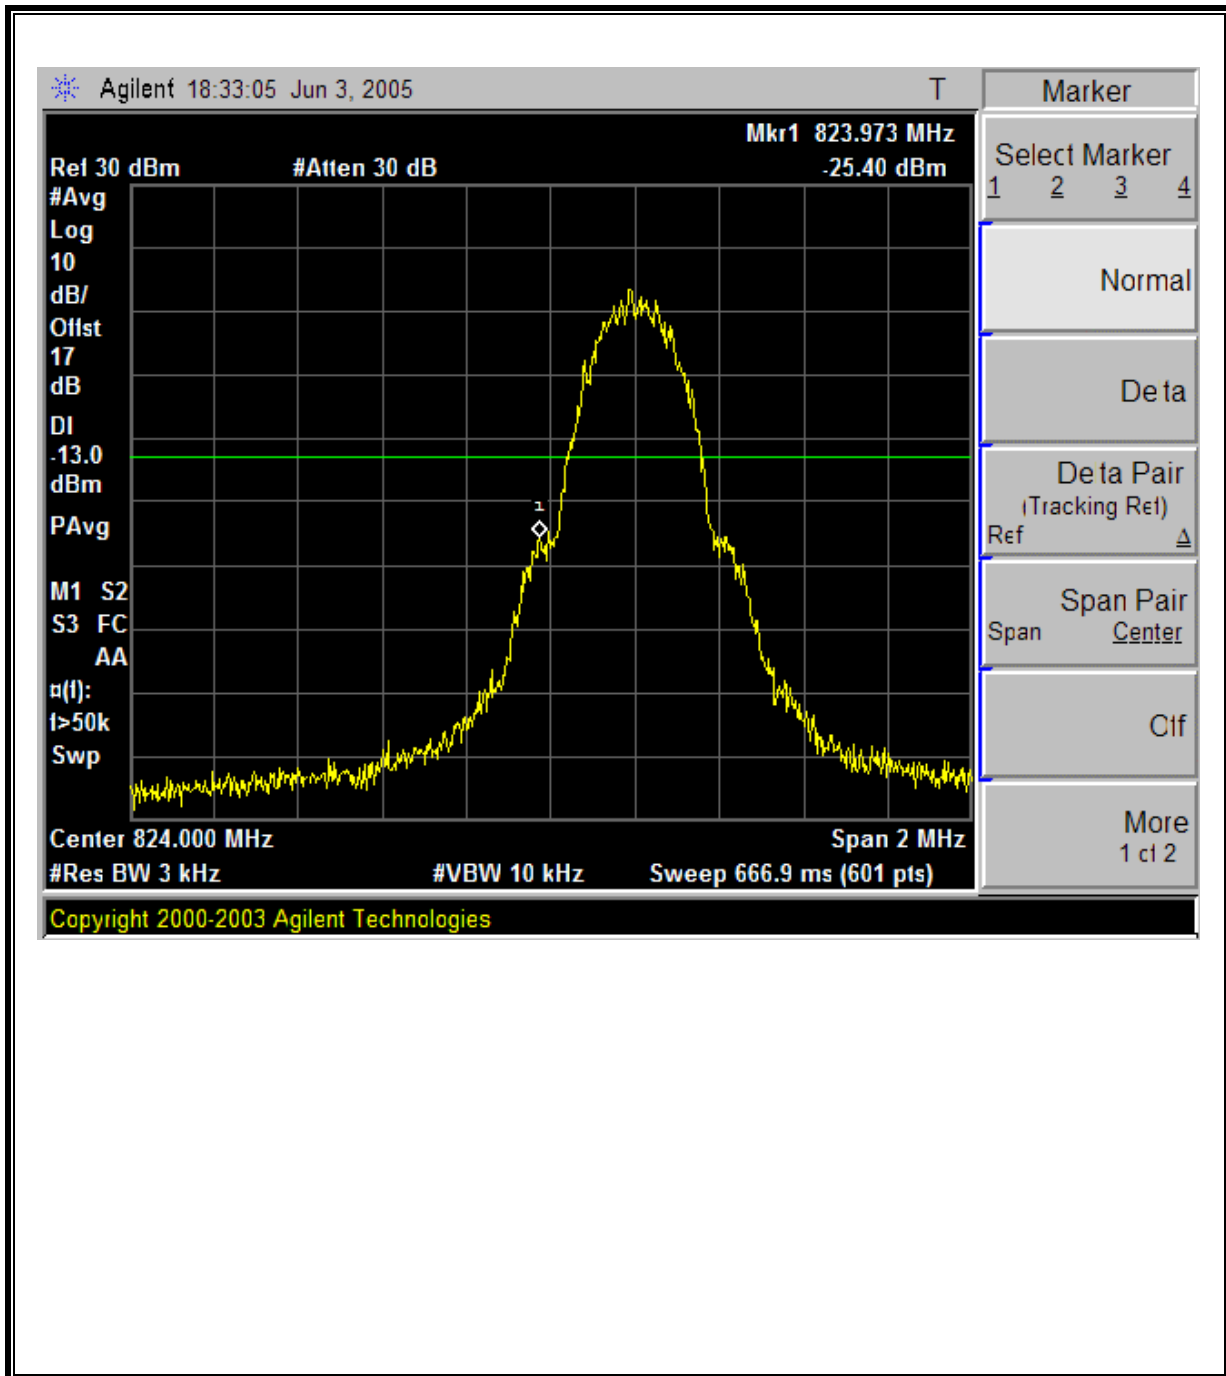 Agilent 18:33:05 Jun 3, 2005 T
Marker
Mkr1 823.973 MHz
Ref 30 dBm #Atten 30 dB -25.40 dBm
#Avg
Log
10
dB/
Offst
17
dB
DI
-13.0
dBm
PAvg
M1 S2
S3 FC
AA
¤(f):
f>50k
Swp
1
Center 824.000 MHz Span 2 MHz
#Res BW 3 kHz #VBW 10 kHz Sweep 666.9 ms (601 pts)
Copyright 2000-2003 Agilent Technologies
Select Marker
1 2 3 4
Normal
Delta
Delta Pair
(Tracking Ref)
Ref Δ
Span Pair
Span Center
Off
More
1 of 2